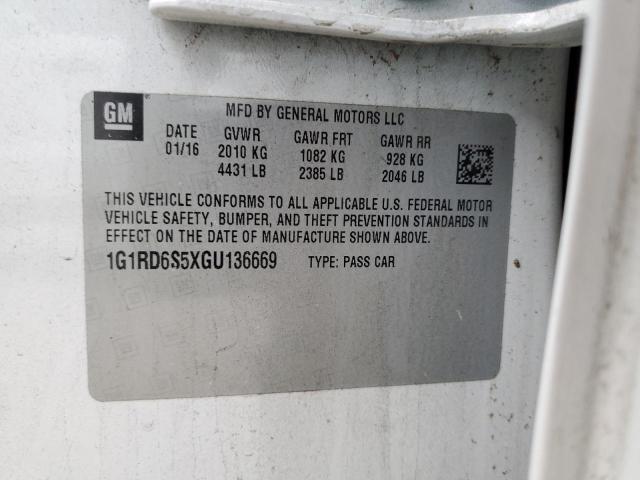 GM
MFD BY GENERAL MOTORS LLC
DATE GVWR GAWR FRT GAWR RR
01/16 2010 KG 1082 KG 928 KG
4431 LB 2385 LB 2046 LB
THIS VEHICLE CONFORMS TO ALL APPLICABLE U.S. FEDERAL MOTOR
VEHICLE SAFETY, BUMPER, AND THEFT PREVENTION STANDARDS IN
EFFECT ON THE DATE OF MANUFACTURE SHOWN ABOVE.
1G1RD6S5XGU136669 TYPE: PASS CAR